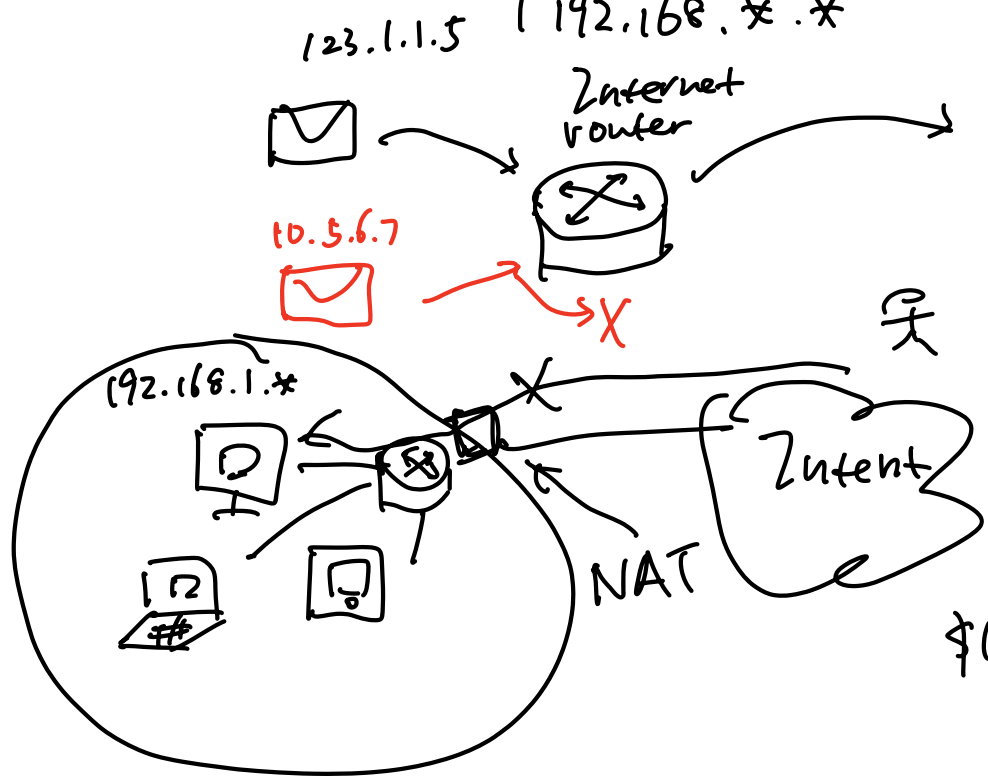 192.168.*.*
123.1.1.5
Internet
router
10.5.6.7
192.168.1.*
Intent
NAT